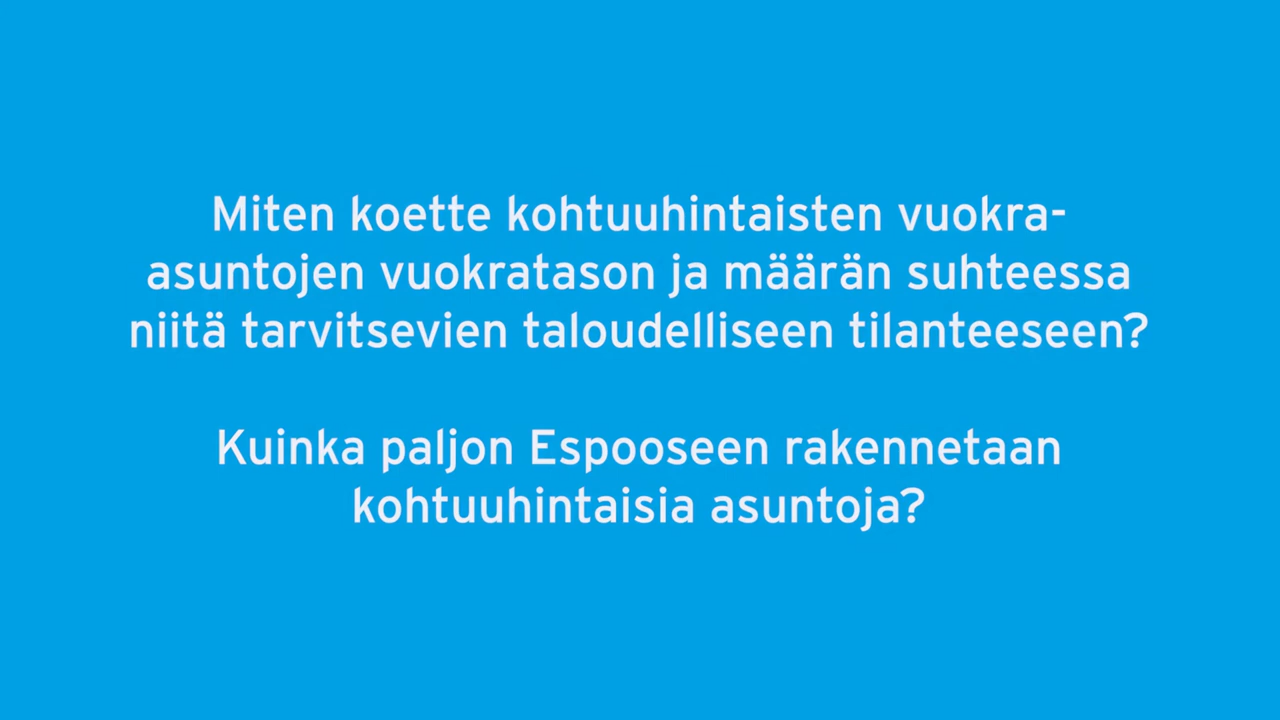 Miten koette kohtuuhintaisten vuokra-
asuntojen vuokratason ja määrän suhteessa
niitä tarvitsevien taloudelliseen tilanteeseen?
Kuinka paljon Espooseen rakennetaan
kohtuuhintaisia asuntoja?